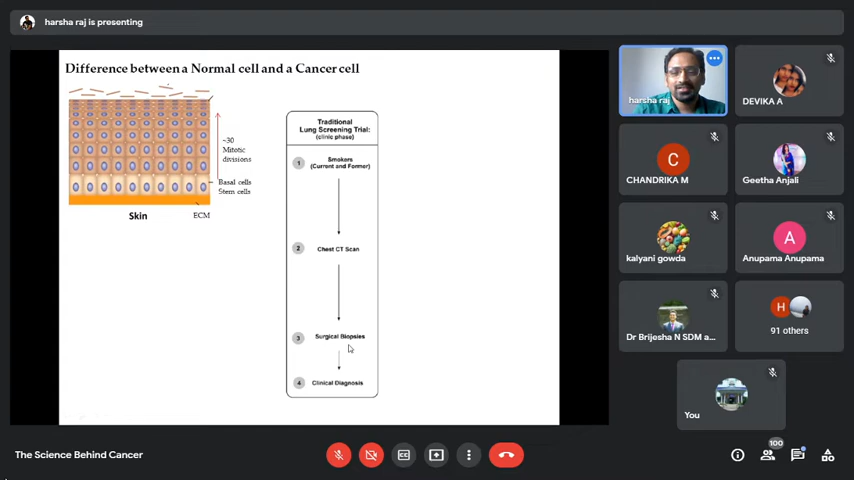 harsha raj is presenting
Difference between a Normal cell and a Cancer cell
~30
Mitotic
divisions
Basal cells
Stem cells
Skin
ECM
Traditional
Lung Screening Trial:
(clinic phase)
1 Smokers
(Current and Former)
2 Chest CT Scan
3 Surgical Biopsies
4 Clinical Diagnosis
harsha raj
DEVIKA A
C
CHANDRIKA M
Geetha Anjali
kalyani gowda
A
Anupama Anupama
Dr Brijesha N SDM a...
H
91 others
You
The Science Behind Cancer
CC
100